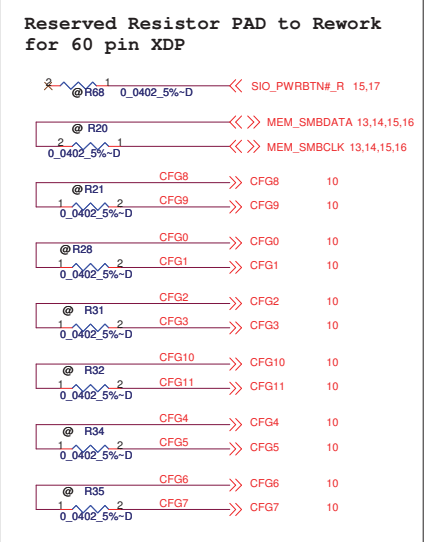 Reserved Resistor PAD to Rework
for 60 pin XDP
2 1 SIO_PWRBTN#_R 15,17
@ R68 0_0402_5%~D
MEM_SMBDATA 13,14,15,16
@ R20
2 1 MEM_SMBCLK 13,14,15,16
0_0402_5%~D
CFG8 CFG8 10
@ R21
1 2 CFG9 CFG9 10
0_0402_5%~D
CFG0 CFG0 10
@ R28
1 2 CFG1 CFG1 10
0_0402_5%~D
CFG2 CFG2 10
@ R31
1 2 CFG3 CFG3 10
0_0402_5%~D
CFG10 CFG10 10
@ R32
1 2 CFG11 CFG11 10
0_0402_5%~D
CFG4 CFG4 10
@ R34
1 2 CFG5 CFG5 10
0_0402_5%~D
CFG6 CFG6 10
@ R35
1 2 CFG7 CFG7 10
0_0402_5%~D